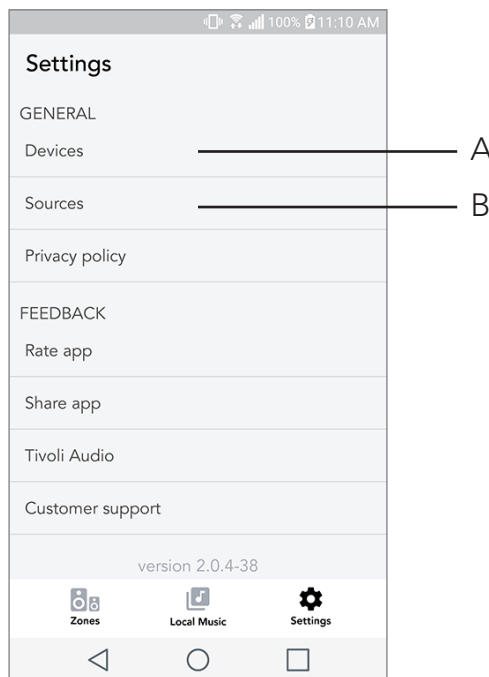 100% 11:10 AM
Settings
GENERAL
Devices
A
Sources
B
Privacy policy
FEEDBACK
Rate app
Share app
Tivoli Audio
Customer support
version 2.0.4-38
Zones Local Music Settings